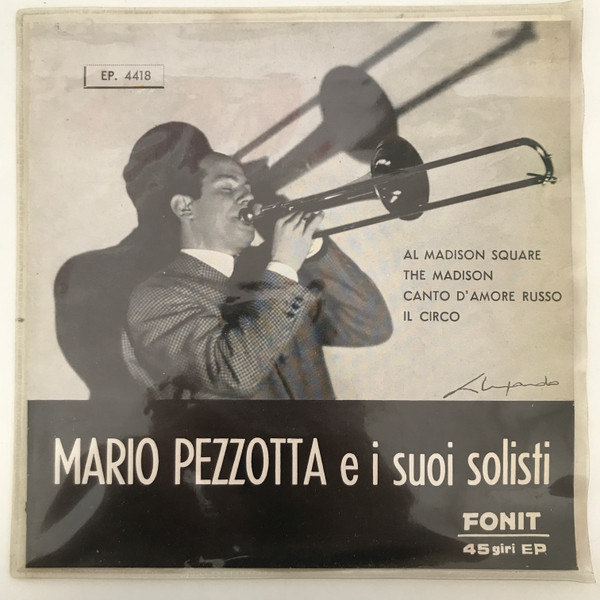 EP. 4418
AL MADISON SQUARE
THE MADISON
CANTO D'AMORE RUSSO
IL CIRCO
MARIO PEZZOTTA e i suoi solisti
FONIT
45 giri EP